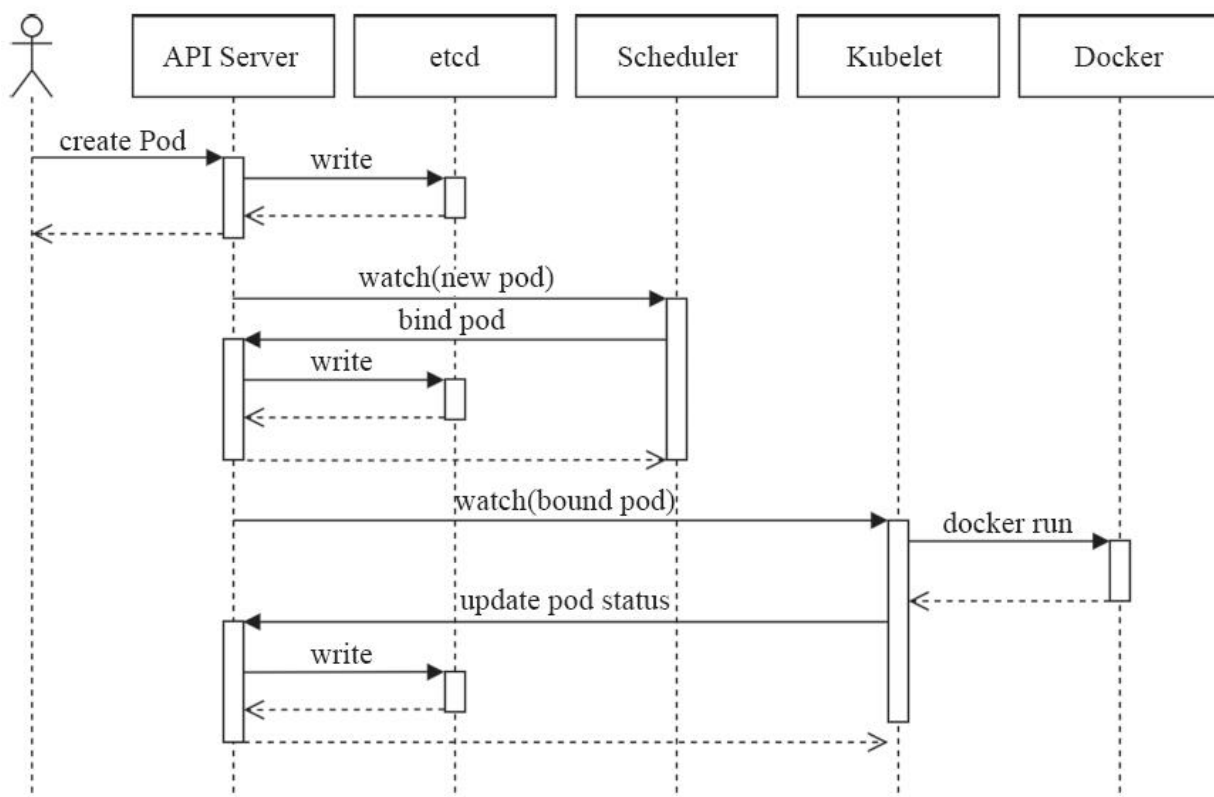 API Server
etcd
Scheduler
Kubelet
Docker
create Pod
write
watch(new pod)
bind pod
write
watch(bound pod)
docker run
update pod status
write